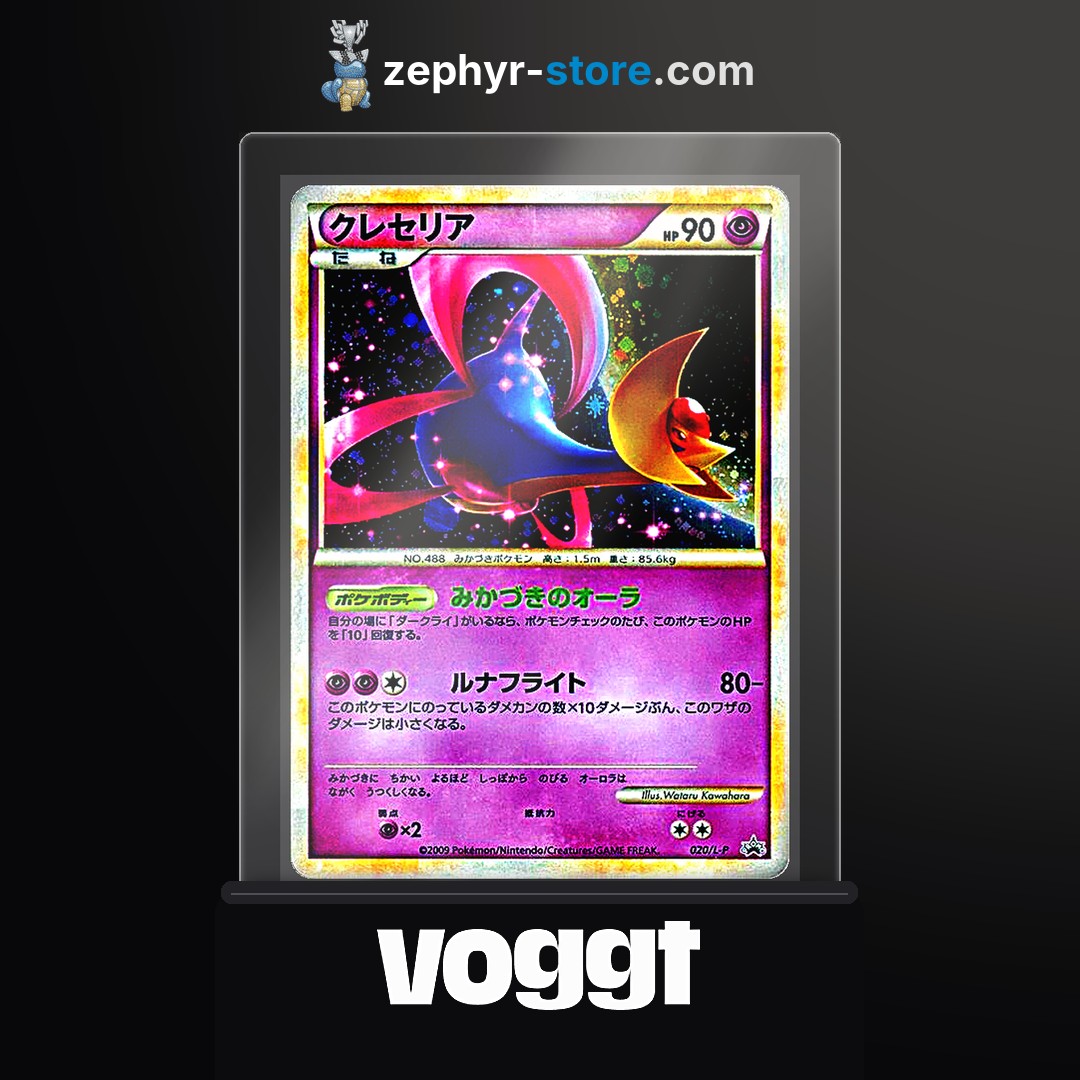 zephyr-store.com
クレセリア HP90
たね
NO.488 みかづきポケモン 高さ:1.5m 重さ:85.6kg
ポケボディー みかづきのオーラ
自分の場に「ダークライ」がいるなら、ポケモンチェックのたび、このポケモンのHP
を「10」回復する。
ルナフライト 80−
このポケモンにのっているダメカンの数×10ダメージぶん、このワザの
ダメージは小さくなる。
みかづきに ちかい よるほど しっぽから のびる オーロラは
ながく うつくしくなる。
Illus.Wataru Kawahara
弱点 抵抗力 にげる
×2
©2009 Pokémon/Nintendo/Creatures/GAME FREAK. 020/L-P
voggt